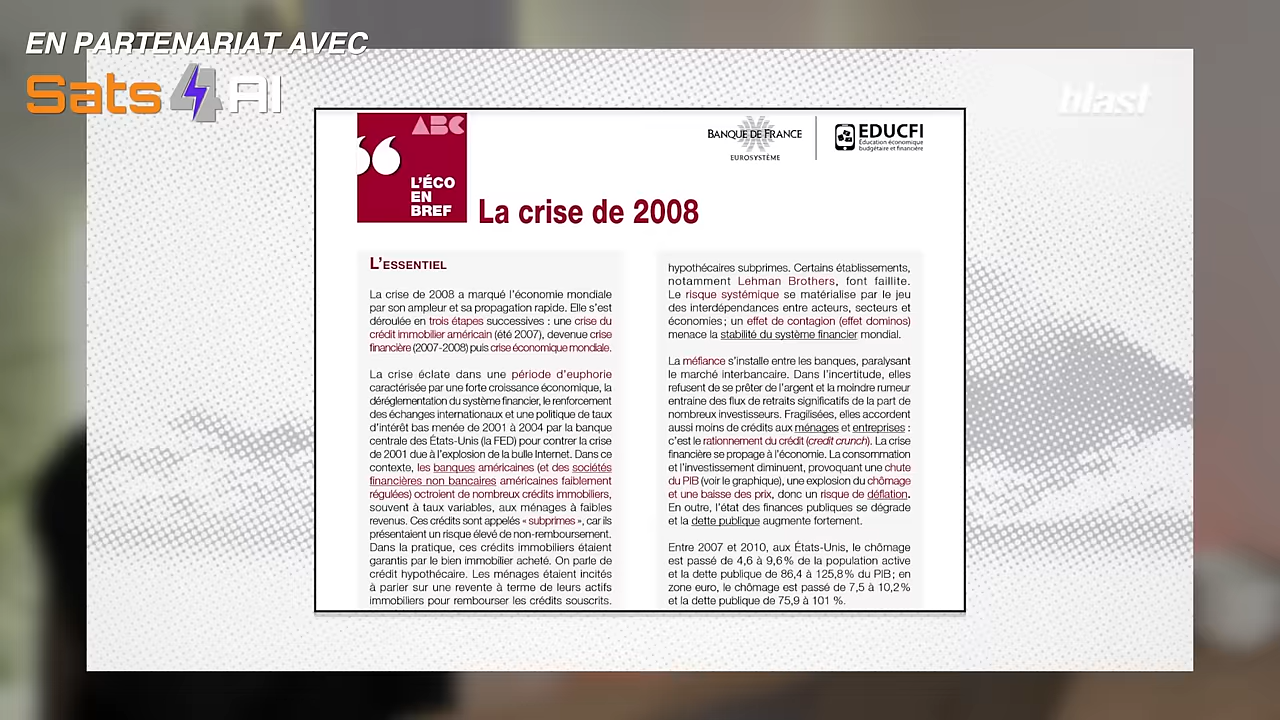 EN PARTENARIAT AVEC
Sats4AI
blast
ABC
L'ÉCO
EN
BREF
BANQUE DE FRANCE
EUROSYSTÈME
EDUCFI
Éducation économique
budgétaire et financière
La crise de 2008
L'ESSENTIEL
La crise de 2008 a marqué l'économie mondiale
par son ampleur et sa propagation rapide. Elle s'est
déroulée en trois étapes successives : une crise du
crédit immobilier américain (été 2007), devenue crise
financière (2007-2008) puis crise économique mondiale.
La crise éclate dans une période d'euphorie
caractérisée par une forte croissance économique, la
déréglementation du système financier, le renforcement
des échanges internationaux et une politique de taux
d'intérêt bas menée de 2001 à 2004 par la banque
centrale des États-Unis (la FED) pour contrer la crise
de 2001 due à l'explosion de la bulle Internet. Dans ce
contexte, les banques américaines (et des sociétés
financières non bancaires américaines faiblement
régulées) octroient de nombreux crédits immobiliers,
souvent à taux variables, aux ménages à faibles
revenus. Ces crédits sont appelés « subprimes », car ils
présentaient un risque élevé de non-remboursement.
Dans la pratique, ces crédits immobiliers étaient
garantis par le bien immobilier acheté. On parle de
crédit hypothécaire. Les ménages étaient incités
à parier sur une revente à terme de leurs actifs
immobiliers pour rembourser les crédits souscrits.
hypothécaires subprimes. Certains établissements,
notamment Lehman Brothers, font faillite.
Le risque systémique se matérialise par le jeu
des interdépendances entre acteurs, secteurs et
économies ; un effet de contagion (effet dominos)
menace la stabilité du système financier mondial.
La méfiance s'installe entre les banques, paralysant
le marché interbancaire. Dans l'incertitude, elles
refusent de se prêter de l'argent et la moindre rumeur
entraine des flux de retraits significatifs de la part de
nombreux investisseurs. Fragilisées, elles accordent
aussi moins de crédits aux ménages et entreprises :
c'est le rationnement du crédit (credit crunch). La crise
financière se propage à l'économie. La consommation
et l'investissement diminuent, provoquant une chute
du PIB (voir le graphique), une explosion du chômage
et une baisse des prix, donc un risque de déflation.
En outre, l'état des finances publiques se dégrade
et la dette publique augmente fortement.
Entre 2007 et 2010, aux États-Unis, le chômage
est passé de 4,6 à 9,6 % de la population active
et la dette publique de 86,4 à 125,8 % du PIB ; en
zone euro, le chômage est passé de 7,5 à 10,2 %
et la dette publique de 75,9 à 101 %.